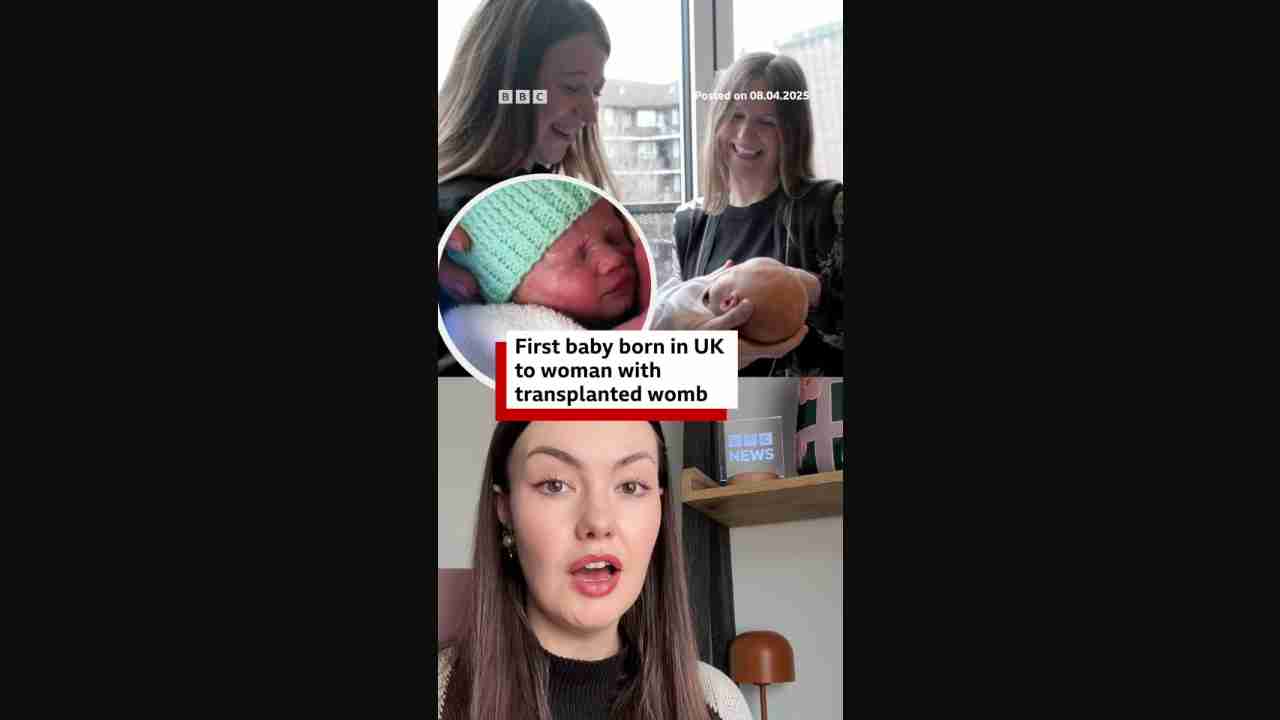 BBC
Posted on 08.04.2025
First baby born in UK
to woman with
transplanted womb
BBC
NEWS